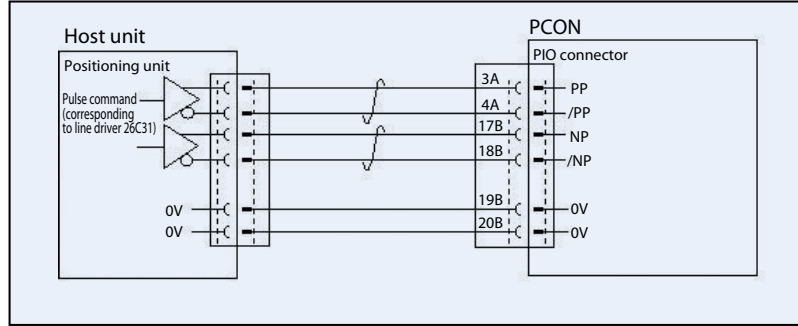 Host unit
Positioning unit
Pulse command
(corresponding
to line driver 26C31)
0V
0V
PCON
PIO connector
3A
PP
4A
/PP
17B
NP
18B
/NP
19B
0V
20B
0V